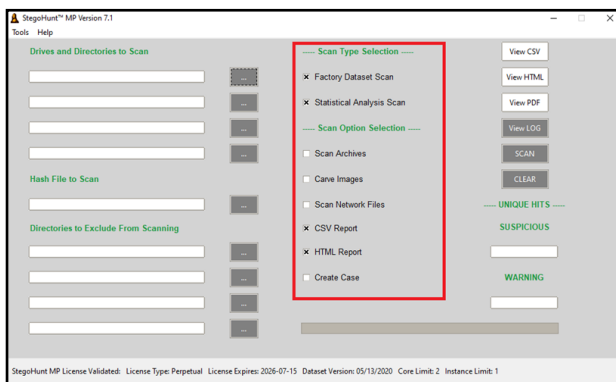 StegoHunt™ MP Version 7.1
Tools Help
Drives and Directories to Scan
...
...
...
...
Hash File to Scan
...
Directories to Exclude From Scanning
...
...
...
...
Scan Type Selection
Factory Dataset Scan
Statistical Analysis Scan
Scan Option Selection
Scan Archives
Carve Images
Scan Network Files
CSV Report
HTML Report
Create Case
View CSV
View HTML
View PDF
View LOG
SCAN
CLEAR
UNIQUE HITS
SUSPICIOUS
WARNING
StegoHunt MP License Validated: License Type: Perpetual License Expires: 2026-07-15 Dataset Version: 05/13/2020 Core Limit: 2 Instance Limit: 1